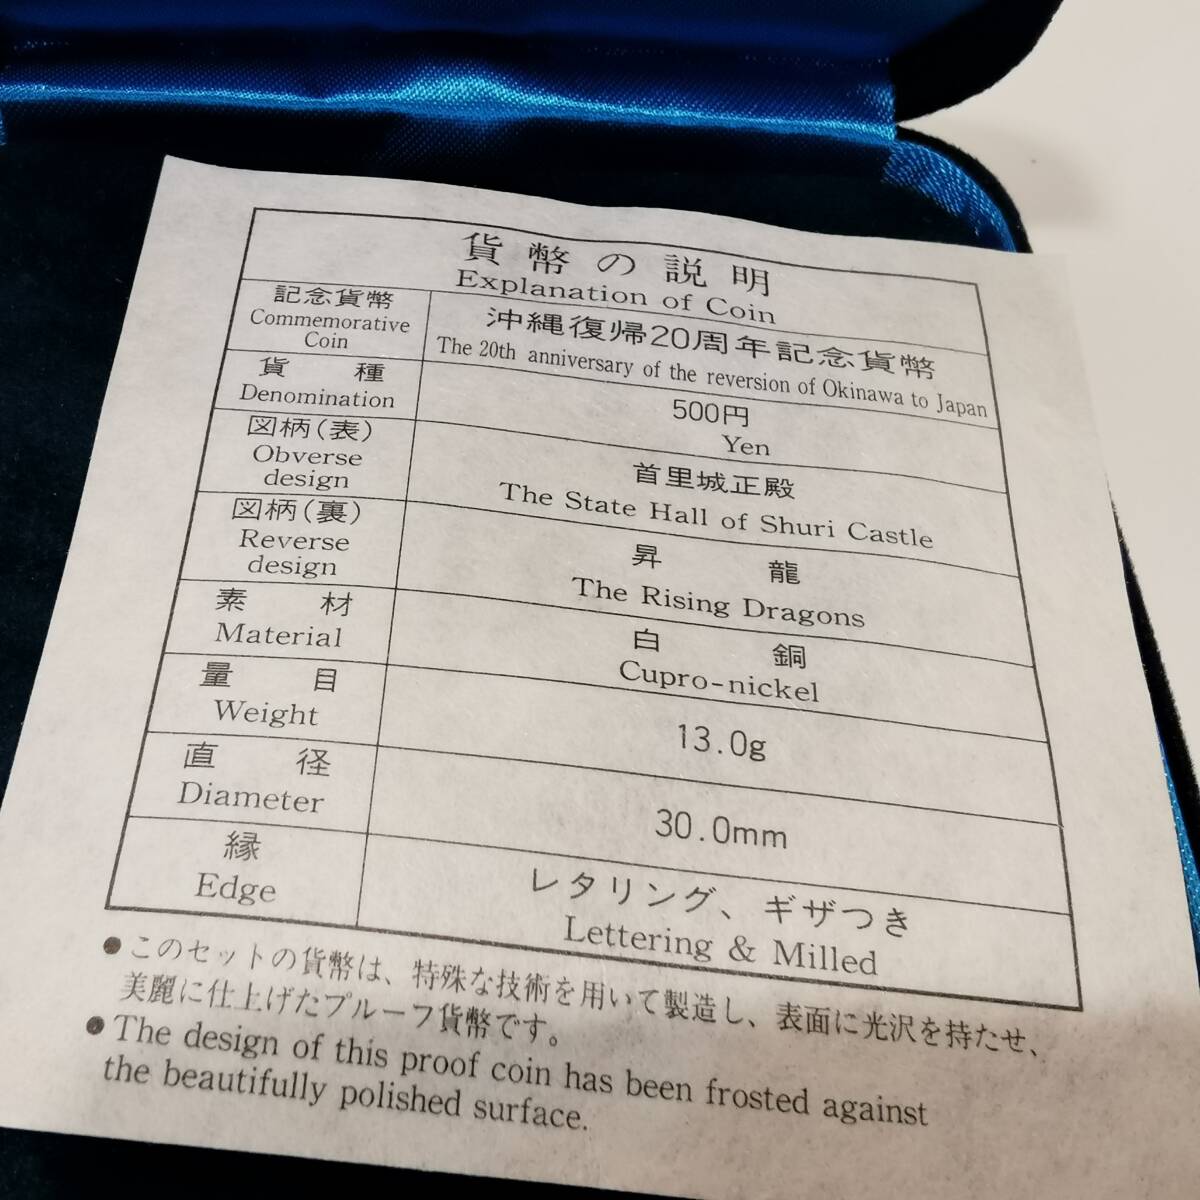 貨幣の説明
Explanation of Coin
記念貨幣
Commemorative
Coin
沖縄復帰20周年記念貨幣
The 20th anniversary of the reversion of Okinawa to Japan
貨種
Denomination
500円
Yen
図柄(表)
Obverse
design
首里城正殿
The State Hall of Shuri Castle
図柄(裏)
Reverse
design
昇龍
The Rising Dragons
素材
Material
白銅
Cupro-nickel
量目
Weight
13.0g
直径
Diameter
30.0mm
縁
Edge
レタリング、ギザつき
Lettering & Milled
●このセットの貨幣は、特殊な技術を用いて製造し、表面に光沢を持たせ、
美麗に仕上げたプルーフ貨幣です。
●The design of this proof coin has been frosted against
the beautifully polished surface.